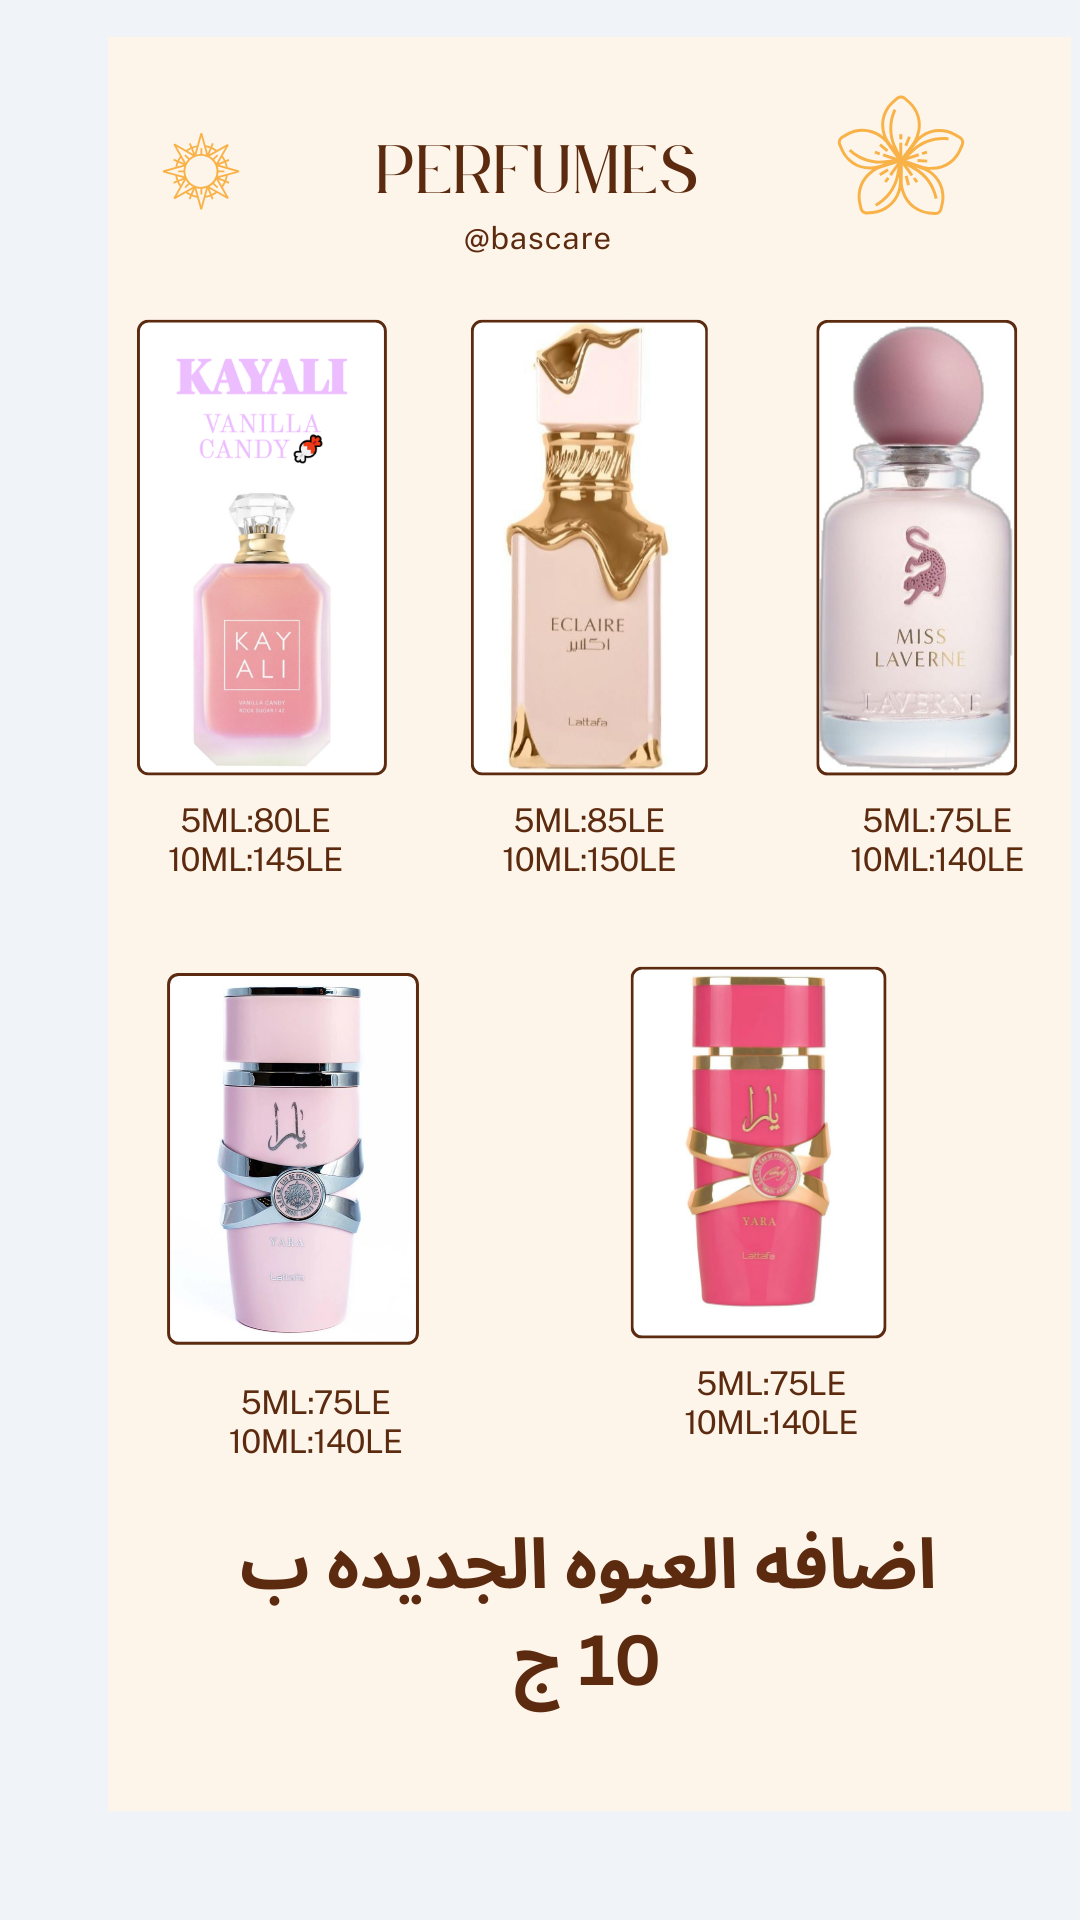 PERFUMES
@bascare
KAYALI
VANILLA
CANDY
KAY
ALI
VANILLA CANDY
ROCK SUGAR | 42
ECLAIRE
اكلير
Lattafa
MISS
LAVERNE
LAVERNE
5ML:80LE
10ML:145LE
5ML:85LE
10ML:150LE
5ML:75LE
10ML:140LE
يارا
YARA
Lattafa
يارا
YARA
Lattafa
5ML:75LE
10ML:140LE
5ML:75LE
10ML:140LE
اضافه العبوه الجديده ب
10 ج